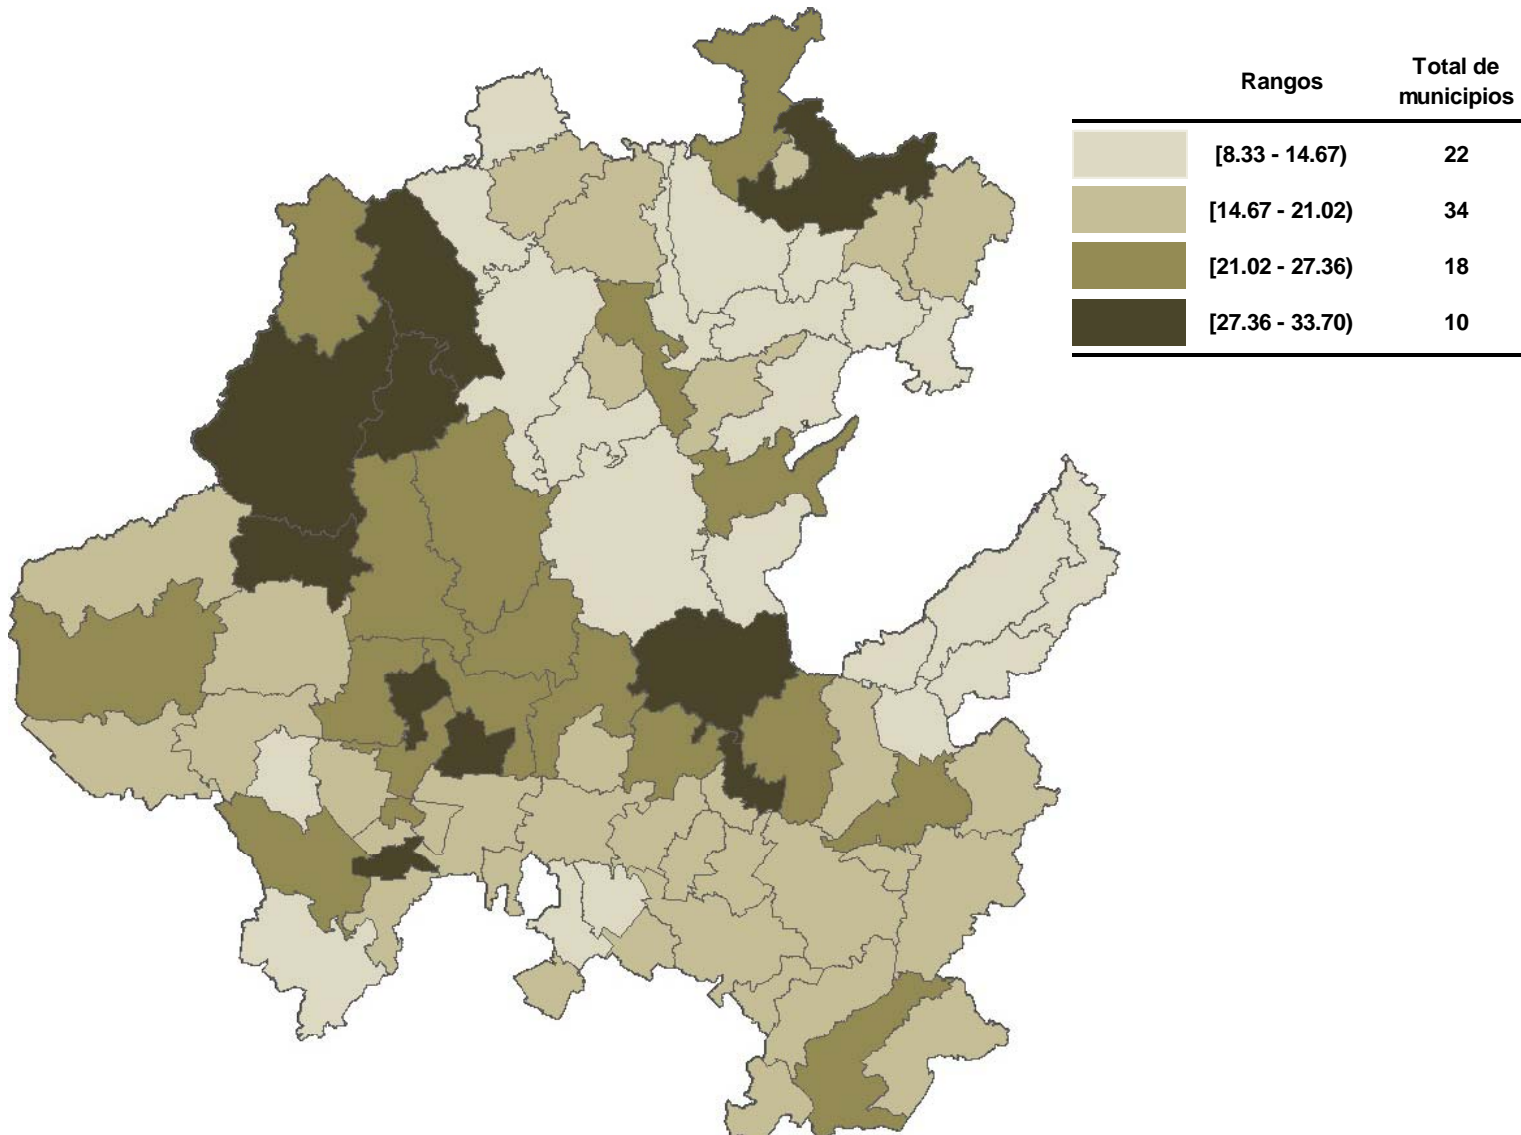 Rangos
Total de
municipios
[8.33 - 14.67)
22
[14.67 - 21.02)
34
[21.02 - 27.36)
18
[27.36 - 33.70)
10